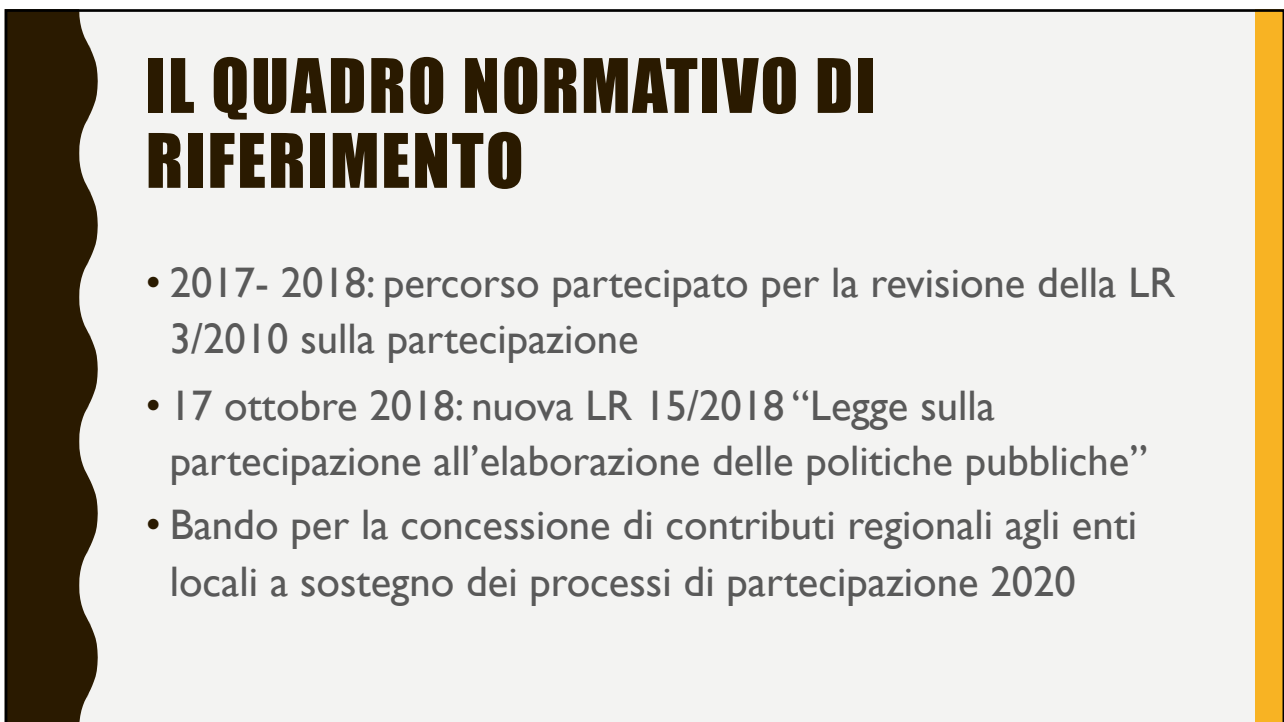 IL QUADRO NORMATIVO DI
RIFERIMENTO
• 2017- 2018: percorso partecipato per la revisione della LR
3/2010 sulla partecipazione
• 17 ottobre 2018: nuova LR 15/2018 “Legge sulla
partecipazione all’elaborazione delle politiche pubbliche”
• Bando per la concessione di contributi regionali agli enti
locali a sostegno dei processi di partecipazione 2020